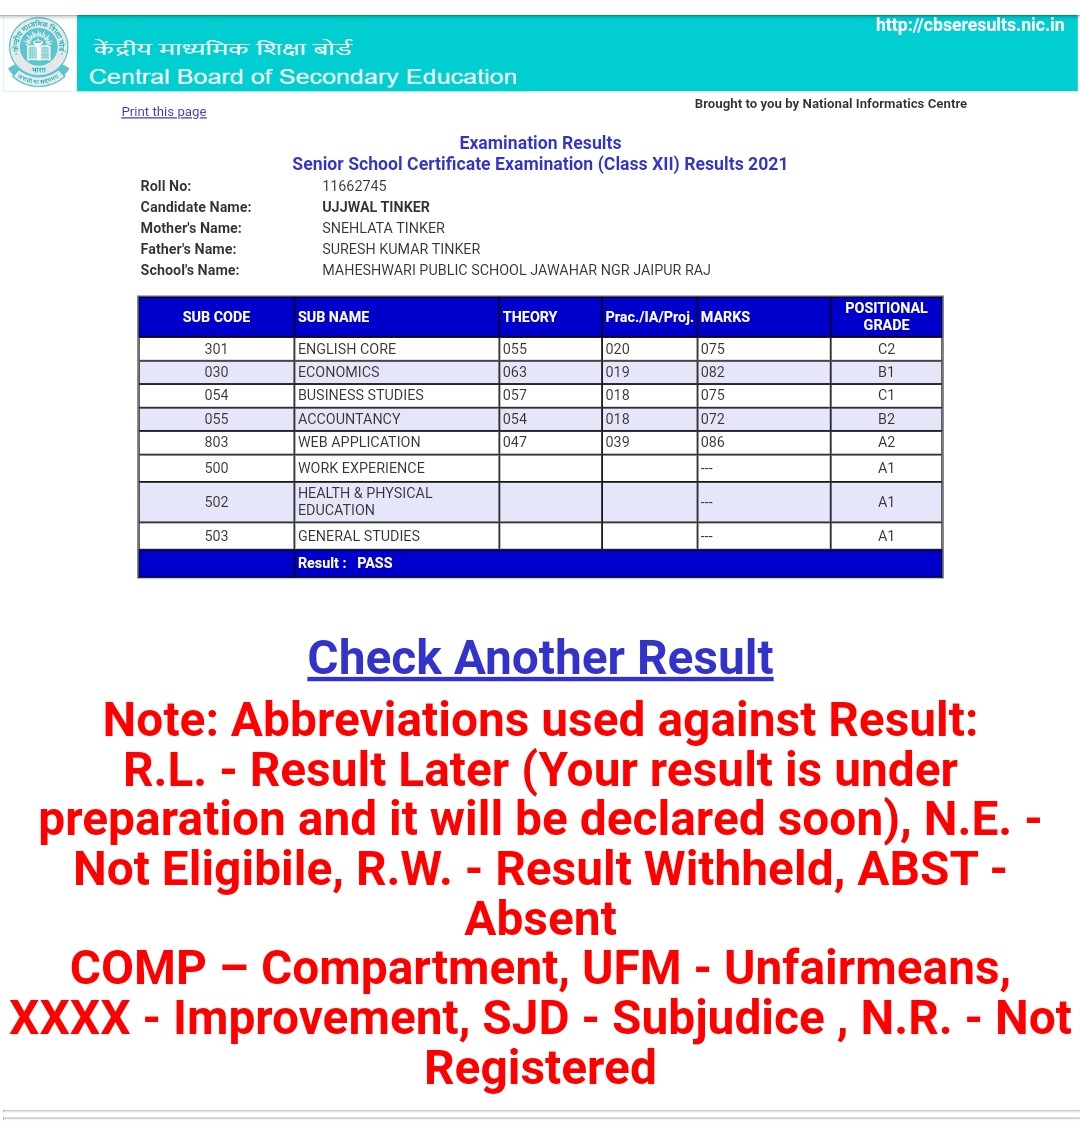 http://cbseresults.nic.in
केंद्रीय माध्यमिक शिक्षा बोर्ड
Central Board of Secondary Education
Print this page
Brought to you by National Informatics Centre
Examination Results
Senior School Certificate Examination (Class XII) Results 2021
Roll No: 11662745
Candidate Name: UJJWAL TINKER
Mother's Name: SNEHLATA TINKER
Father's Name: SURESH KUMAR TINKER
School's Name: MAHESHWARI PUBLIC SCHOOL JAWAHAR NGR JAIPUR RAJ
SUB CODE SUB NAME THEORY Prac./IA/Proj. MARKS POSITIONAL
GRADE
301 ENGLISH CORE 055 020 075 C2
030 ECONOMICS 063 019 082 B1
054 BUSINESS STUDIES 057 018 075 C1
055 ACCOUNTANCY 054 018 072 B2
803 WEB APPLICATION 047 039 086 A2
500 WORK EXPERIENCE --- A1
502 HEALTH & PHYSICAL
EDUCATION --- A1
503 GENERAL STUDIES --- A1
Result : PASS
Check Another Result
Note: Abbreviations used against Result:
R.L. - Result Later (Your result is under
preparation and it will be declared soon), N.E. -
Not Eligibile, R.W. - Result Withheld, ABST -
Absent
COMP – Compartment, UFM - Unfairmeans,
XXXX - Improvement, SJD - Subjudice , N.R. - Not
Registered